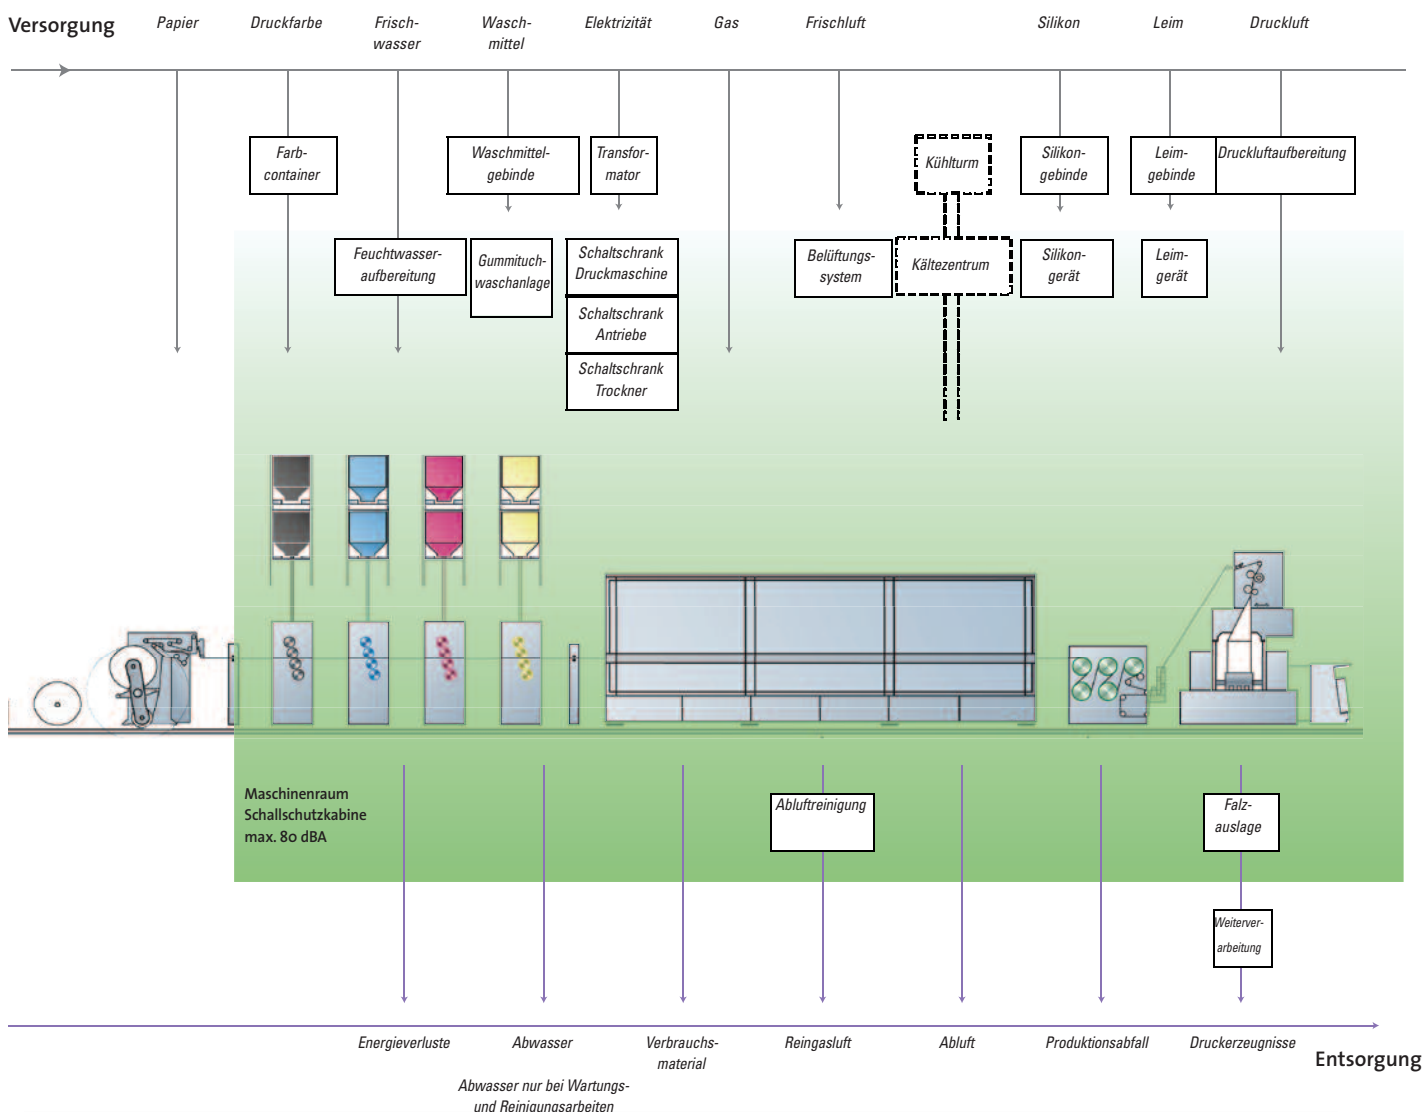 Versorgung
Papier
Druckfarbe
Frisch-
wasser
Wasch-
mittel
Elektrizität
Gas
Frischluft
Silikon
Leim
Druckluft
Farb-
container
Waschmittel-
gebinde
Transfor-
mator
Kühlturm
Silikon-
gebinde
Leim-
gebinde
Druckluftaufbereitung
Feuchtwasser-
aufbereitung
Gummituch-
waschanlage
Schaltschrank
Druckmaschine
Schaltschrank
Antriebe
Schaltschrank
Trockner
Belüftungs-
system
Kältezentrum
Silikon-
gerät
Leim-
gerät
Maschinenraum
Schallschutzkabine
max. 80 dBA
Abluftreinigung
Falz-
auslage
Weiterver-
arbeitung
Energieverluste
Abwasser
Abwasser nur bei Wartungs-
und Reinigungsarbeiten
Verbrauchs-
material
Reingasluft
Abluft
Produktionsabfall
Druckerzeugnisse
Entsorgung